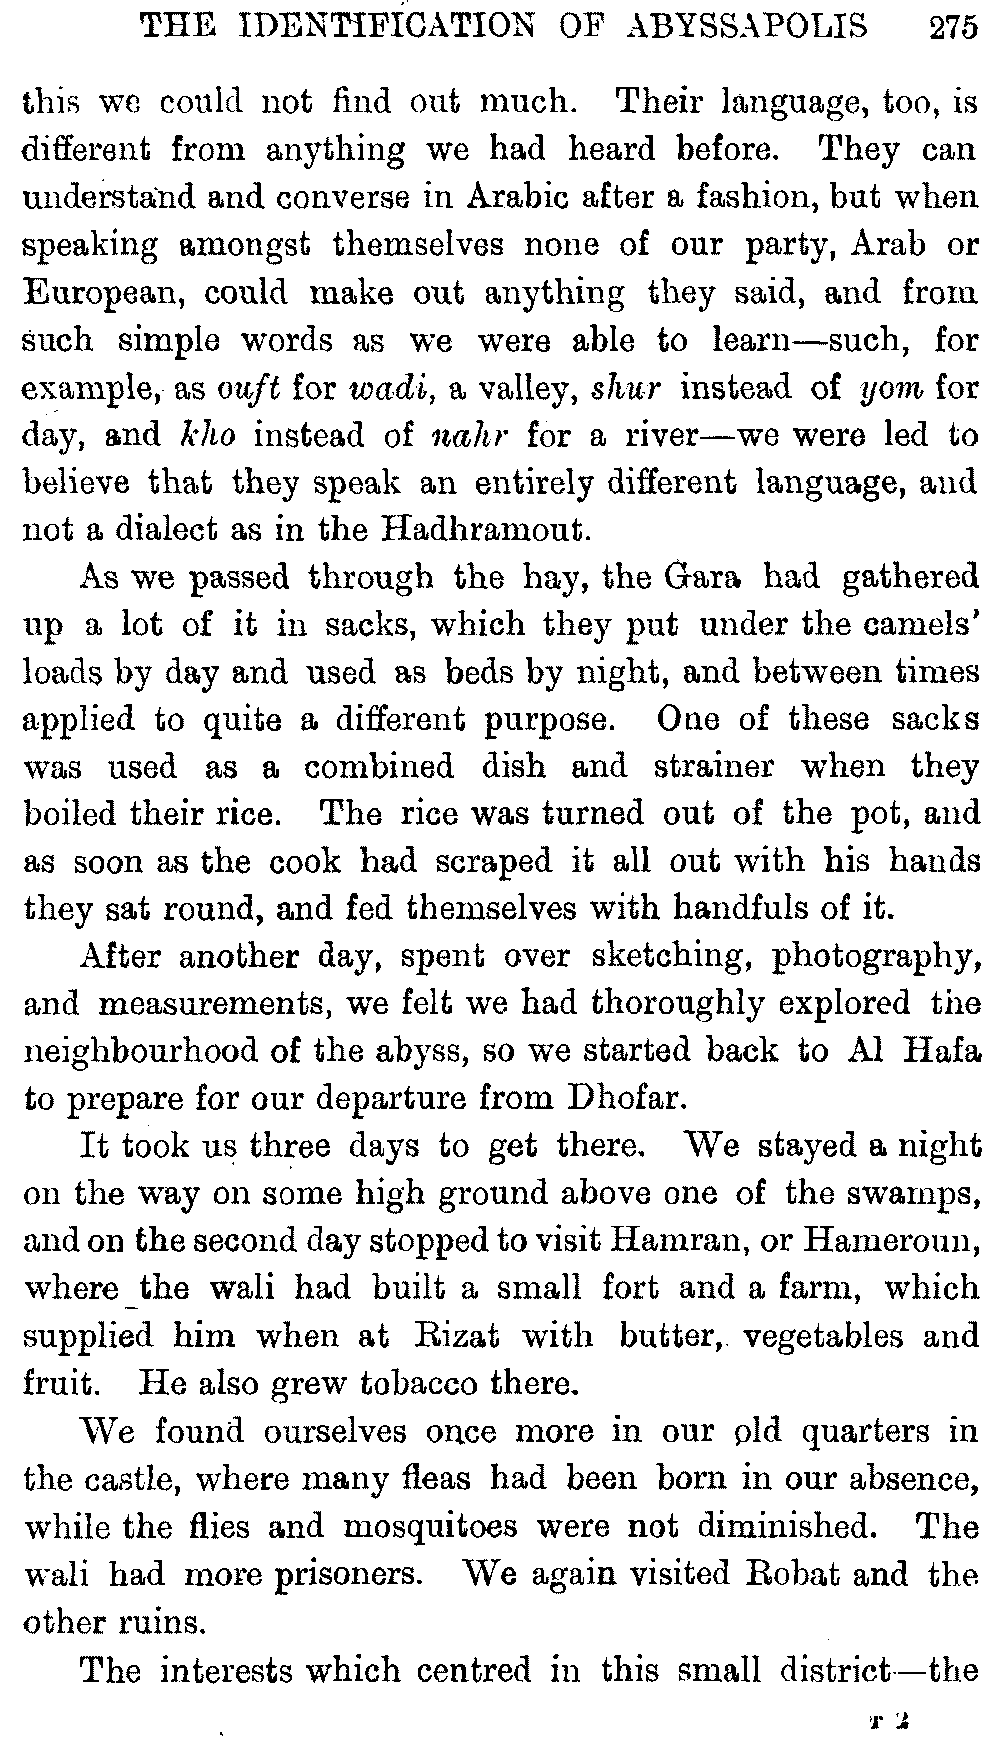 THE IDENTIFICATION OF ABYSSAPOLIS 275
this we could not find out much. Their language, too, is
different from anything we had heard before. They can
understand and converse in Arabic after a fashion, but when
speaking amongst themselves none of our party, Arab or
European, could make out anything they said, and from
such simple words as we were able to learn—such, for
example, as ouft for wadi, a valley, shur instead of yom for
day, and kho instead of nahr for a river—we were led to
believe that they speak an entirely different language, and
not a dialect as in the Hadhramout.
As we passed through the hay, the Gara had gathered
up a lot of it in sacks, which they put under the camels'
loads by day and used as beds by night, and between times
applied to quite a different purpose. One of these sacks
was used as a combined dish and strainer when they
boiled their rice. The rice was turned out of the pot, and
as soon as the cook had scraped it all out with his hands
they sat round, and fed themselves with handfuls of it.
After another day, spent over sketching, photography,
and measurements, we felt we had thoroughly explored the
neighbourhood of the abyss, so we started back to Al Hafa
to prepare for our departure from Dhofar.
It took us three days to get there. We stayed a night
on the way on some high ground above one of the swamps,
and on the second day stopped to visit Hamran, or Hameroun,
where the wali had built a small fort and a farm, which
supplied him when at Rizat with butter, vegetables and
fruit. He also grew tobacco there.
We found ourselves once more in our old quarters in
the castle, where many fleas had been born in our absence,
while the flies and mosquitoes were not diminished. The
wali had more prisoners. We again visited Robat and the
other ruins.
The interests which centred in this small district—the
T 2